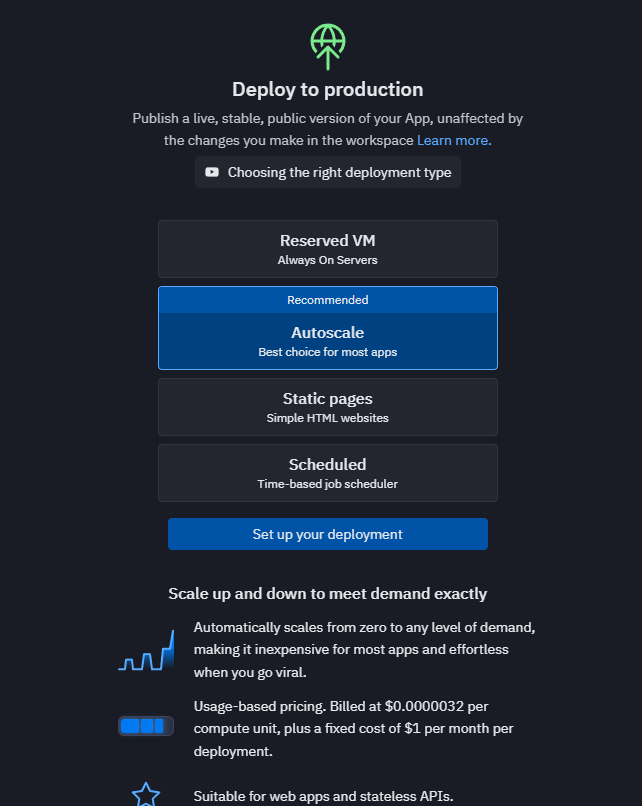 Deploy to production
Publish a live, stable, public version of your App, unaffected by
the changes you make in the workspace Learn more.
Choosing the right deployment type
Reserved VM
Always On Servers
Recommended
Autoscale
Best choice for most apps
Static pages
Simple HTML websites
Scheduled
Time-based job scheduler
Set up your deployment
Scale up and down to meet demand exactly
Automatically scales from zero to any level of demand,
making it inexpensive for most apps and effortless
when you go viral.
Usage-based pricing. Billed at $0.0000032 per
compute unit, plus a fixed cost of $1 per month per
deployment.
Suitable for web apps and stateless APIs.